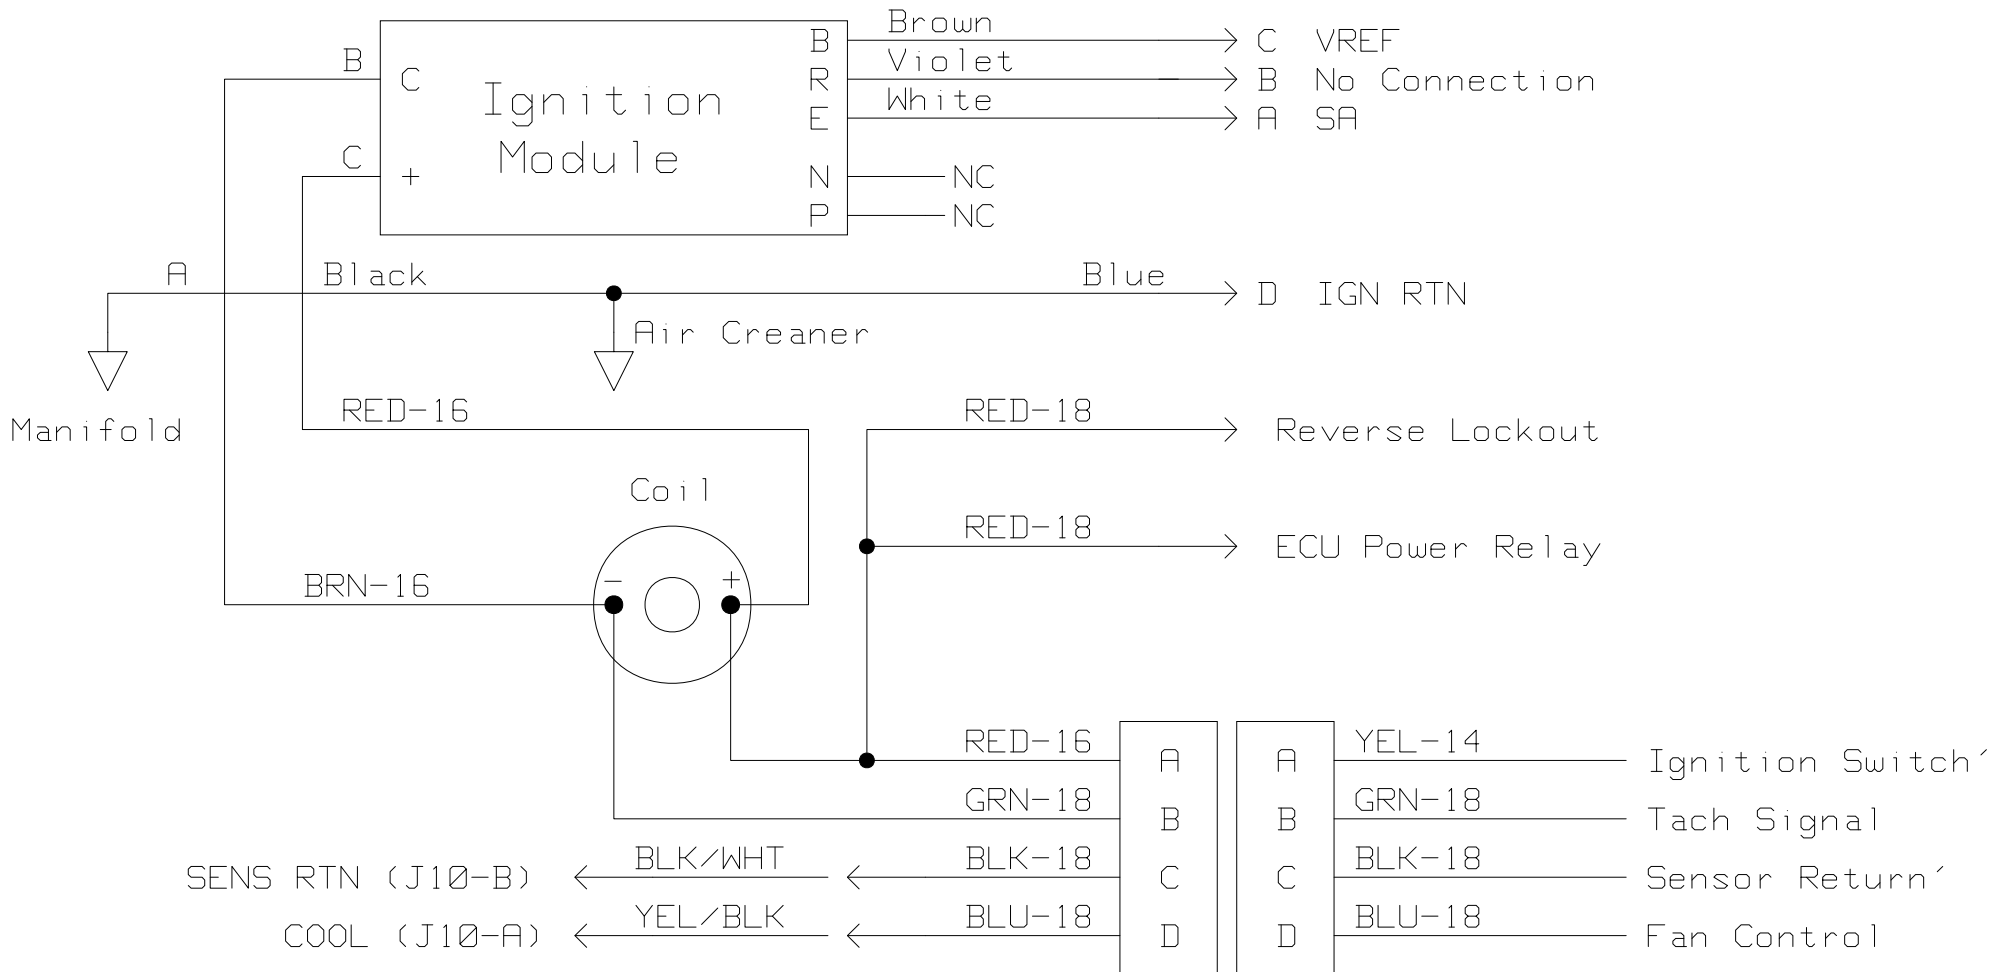 Brown
B
C VREF
B
Violet
C
R
B No Connection
Ignition
Module
White
E
A SA
C
+
N
NC
P
NC
A
Black
Blue
D IGN RTN
Air Creaner
Manifold
RED-16
RED-18
Reverse Lockout
Coil
RED-18
ECU Power Relay
BRN-16
-
+
RED-16
A
A
YEL-14
Ignition Switch´
GRN-18
B
B
GRN-18
Tach Signal
SENS RTN (J10-B)
BLK/WHT
BLK-18
C
C
BLK-18
Sensor Return´
COOL (J10-A)
YEL/BLK
BLU-18
D
D
BLU-18
Fan Control